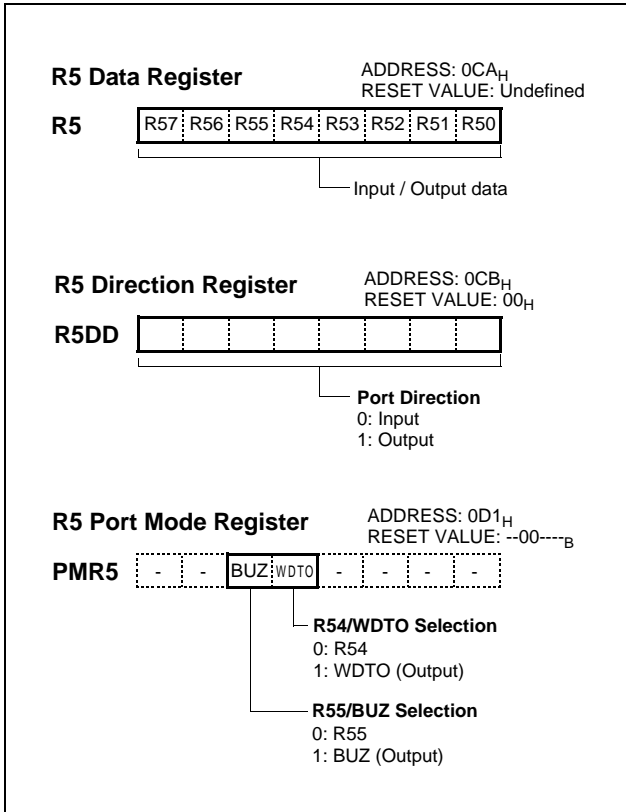 R5 Data Register
ADDRESS: 0CAH
RESET VALUE: Undefined
R5 R57 R56 R55 R54 R53 R52 R51 R50
Input / Output data
R5 Direction Register
ADDRESS: 0CBH
RESET VALUE: 00H
R5DD
Port Direction
0: Input
1: Output
R5 Port Mode Register
ADDRESS: 0D1H
RESET VALUE: --00----B
PMR5 - - BUZ WDTO - - - -
R54/WDTO Selection
0: R54
1: WDTO (Output)
R55/BUZ Selection
0: R55
1: BUZ (Output)